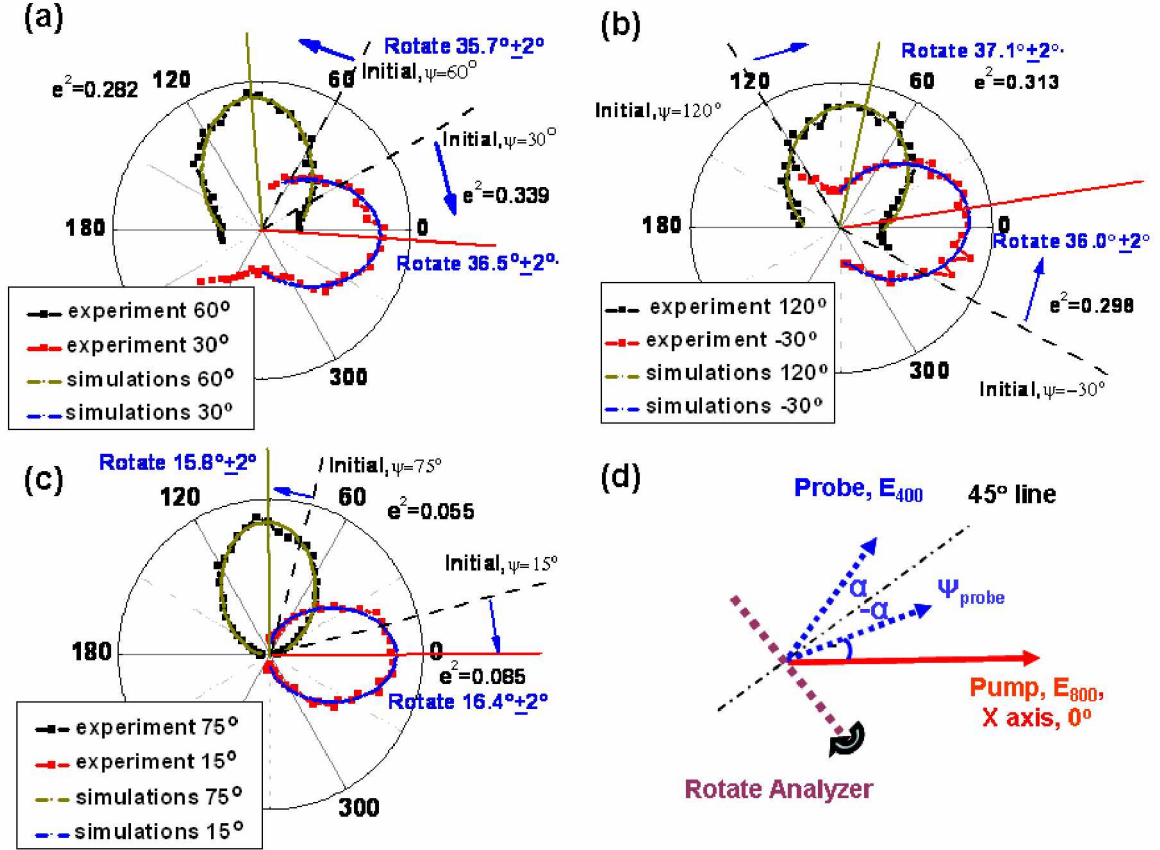 (a)
Rotate 35.7°±2°
120
60
Initial, ψ=60°
e²=0.282
Initial, ψ=30°
e²=0.339
180
0
Rotate 36.5°±2°.
300
experiment 60°
experiment 30°
simulations 60°
simulations 30°
(b)
Rotate 37.1°±2°.
120
60
e²=0.313
Initial, ψ=120°
180
0
Rotate 36.0°±2°
e²=0.298
300
Initial, ψ=−30°
experiment 120°
experiment -30°
simulations 120°
simulations -30°
(c)
Rotate 15.8°±2°
Initial, ψ=75°
120
60
e²=0.055
Initial, ψ=15°
180
0
e²=0.085
Rotate 16.4°±2°
300
experiment 75°
experiment 15°
simulations 75°
simulations 15°
(d)
Probe, E400
45° line
α
-α
Ψprobe
Pump, E800,
X axis, 0°
Rotate Analyzer